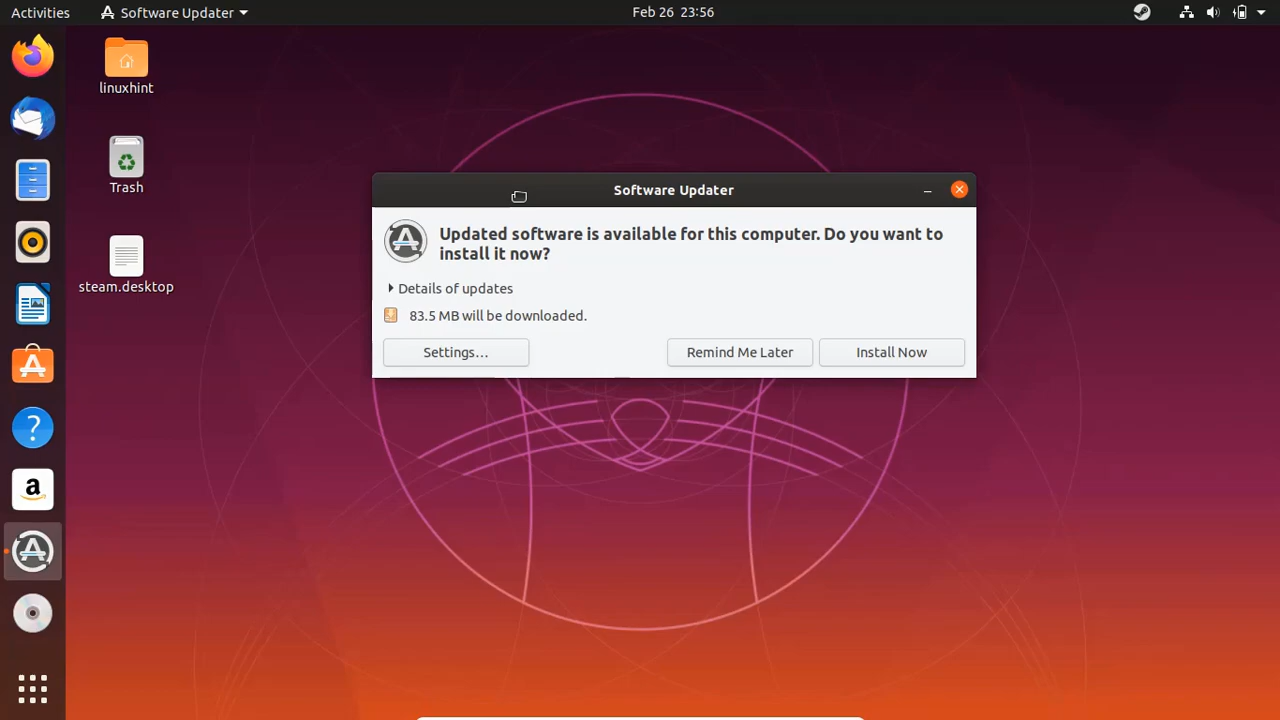 Activities
Software Updater
Feb 26 23:56
linuxhint
Trash
steam.desktop
Software Updater
Updated software is available for this computer. Do you want to
install it now?
Details of updates
83.5 MB will be downloaded.
Settings…
Remind Me Later
Install Now
?
a